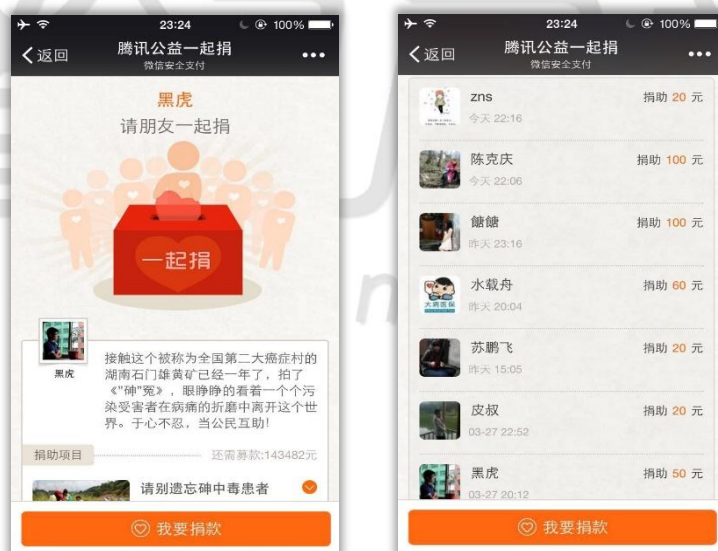 23:24
100%
返回
腾讯公益一起捐
微信安全支付
黑虎
请朋友一起捐
一起捐
黑虎
接触这个被称为全国第二大癌症村的
湖南石门雄黄矿已经一年了，拍了
《"砷"冤》，眼睁睁的看着一个个污
染受害者在病痛的折磨中离开这个世
界。于心不忍，当公民互助！
捐助项目
还需募款:143482元
请别遗忘砷中毒患者
我要捐款
23:24
100%
返回
腾讯公益一起捐
微信安全支付
zns
捐助 20 元
今天 22:16
陈克庆
捐助 100 元
今天 22:06
餹餹
捐助 100 元
昨天 23:16
水载舟
捐助 60 元
昨天 20:04
大病医保
苏鹏飞
捐助 20 元
昨天 15:05
皮叔
捐助 20 元
03-27 22:52
黑虎
捐助 50 元
03-27 20:12
我要捐款